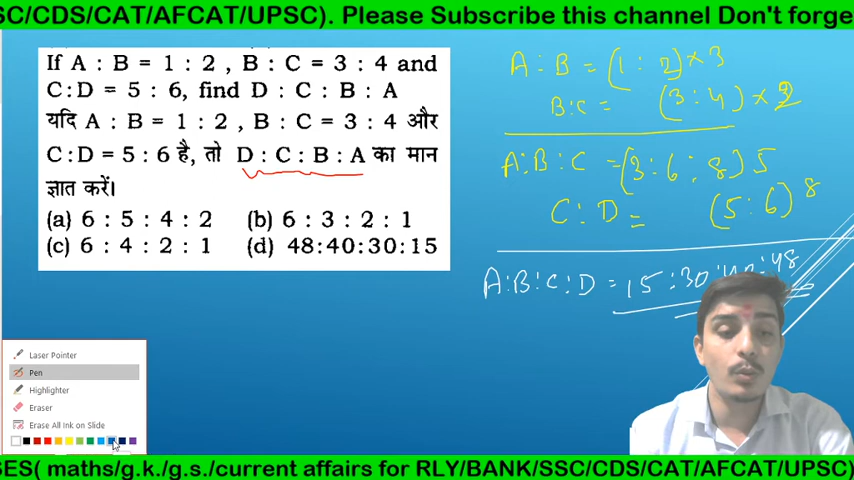 SC/CDS/CAT/AFCAT/UPSC). Please Subscribe this channel Don't forge
If A : B = 1 : 2 , B : C = 3 : 4 and
C:D = 5 : 6, find D : C : B : A
यदि A : B = 1 : 2 , B : C = 3 : 4 और
C:D = 5 : 6 है, तो D : C : B : A का मान
ज्ञात करें।
(a) 6 : 5 : 4 : 2 (b) 6 : 3 : 2 : 1
(c) 6 : 4 : 2 : 1 (d) 48:40:30:15
A:B = (1:2)×3
B:C = (3:4)×2
A:B:C =(3:6:8)5
C:D= (5:6)8
A:B:C:D =15:30:40:48
Laser Pointer
Pen
Highlighter
Eraser
Erase All Ink on Slide
SES( maths/g.k./g.s./current affairs for RLY/BANK/SSC/CDS/CAT/AFCAT/UPSC)